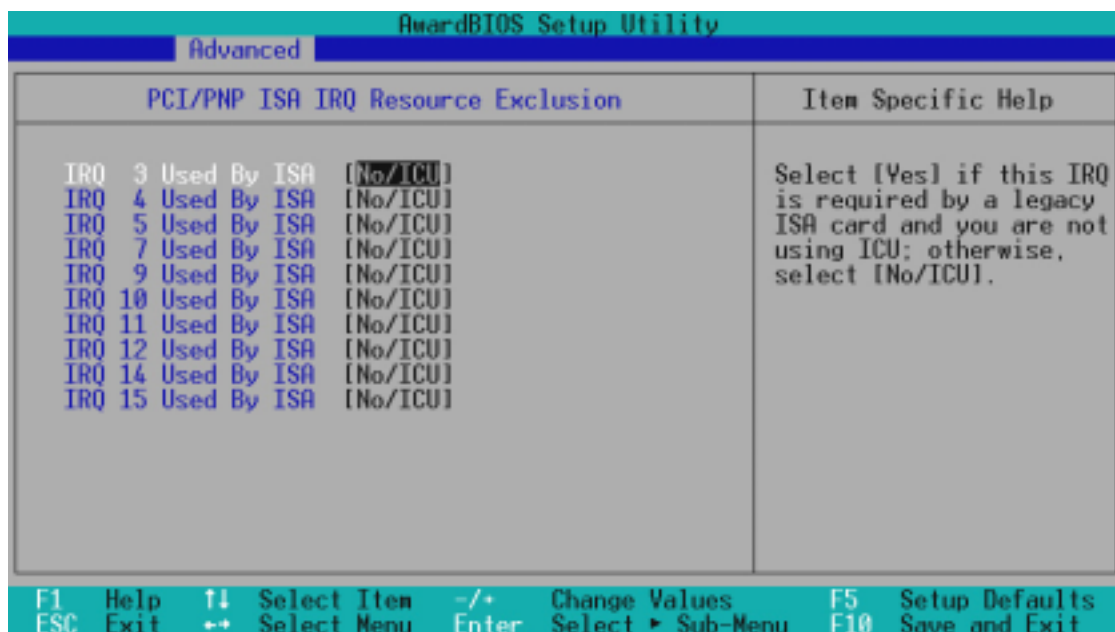 AwardBIOS Setup Utility
Advanced
PCI/PNP ISA IRQ Resource Exclusion
Item Specific Help
IRQ 3 Used By ISA [No/ICU]
IRQ 4 Used By ISA [No/ICU]
IRQ 5 Used By ISA [No/ICU]
IRQ 7 Used By ISA [No/ICU]
IRQ 9 Used By ISA [No/ICU]
IRQ 10 Used By ISA [No/ICU]
IRQ 11 Used By ISA [No/ICU]
IRQ 12 Used By ISA [No/ICU]
IRQ 14 Used By ISA [No/ICU]
IRQ 15 Used By ISA [No/ICU]
Select [Yes] if this IRQ
is required by a legacy
ISA card and you are not
using ICU; otherwise,
select [No/ICU].
F1 Help ↑↓ Select Item -/+ Change Values F5 Setup Defaults
ESC Exit ←→ Select Menu Enter Select ► Sub-Menu F10 Save and Exit